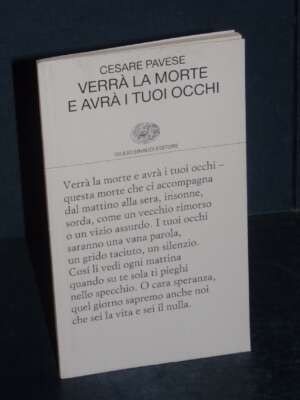 CESARE PAVESE
VERRÀ LA MORTE
E AVRÀ I TUOI OCCHI
GIULIO EINAUDI EDITORE
Verrà la morte e avrà i tuoi occhi –
questa morte che ci accompagna
dal mattino alla sera, insonne,
sorda, come un vecchio rimorso
o un vizio assurdo. I tuoi occhi
saranno una vana parola,
un grido taciuto, un silenzio.
Cosí li vedi ogni mattina
quando su te sola ti pieghi
nello specchio. O cara speranza,
quel giorno sapremo anche noi
che sei la vita e sei il nulla.